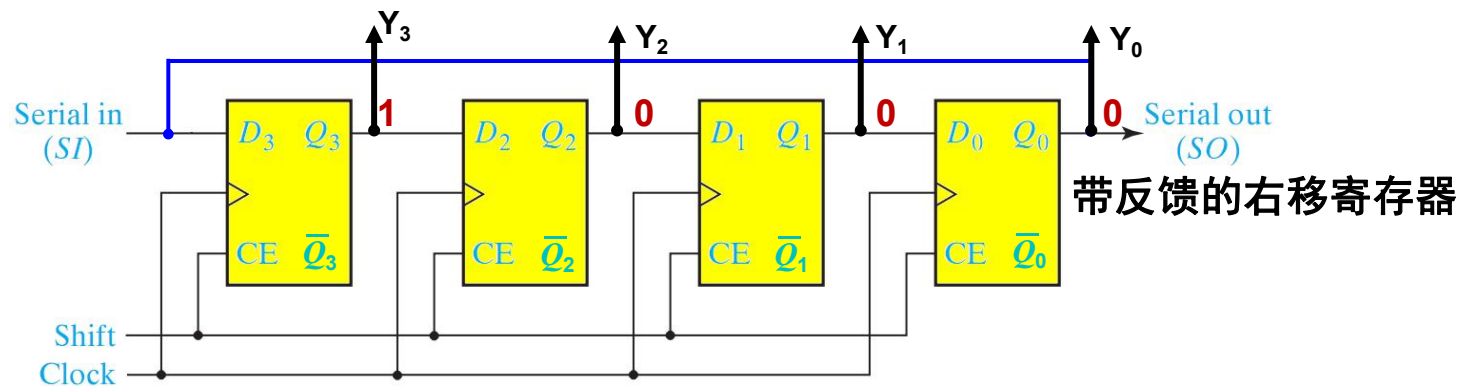 Y₃ Y₂ Y₁ Y₀
Serial in
(SI)
1 0 0 0
Serial out
(SO)
D₃ Q₃ D₂ Q₂ D₁ Q₁ D₀ Q₀
带反馈的右移寄存器
CE Q̅₃ CE Q̅₂ CE Q̅₁ CE Q̅₀
Shift
Clock